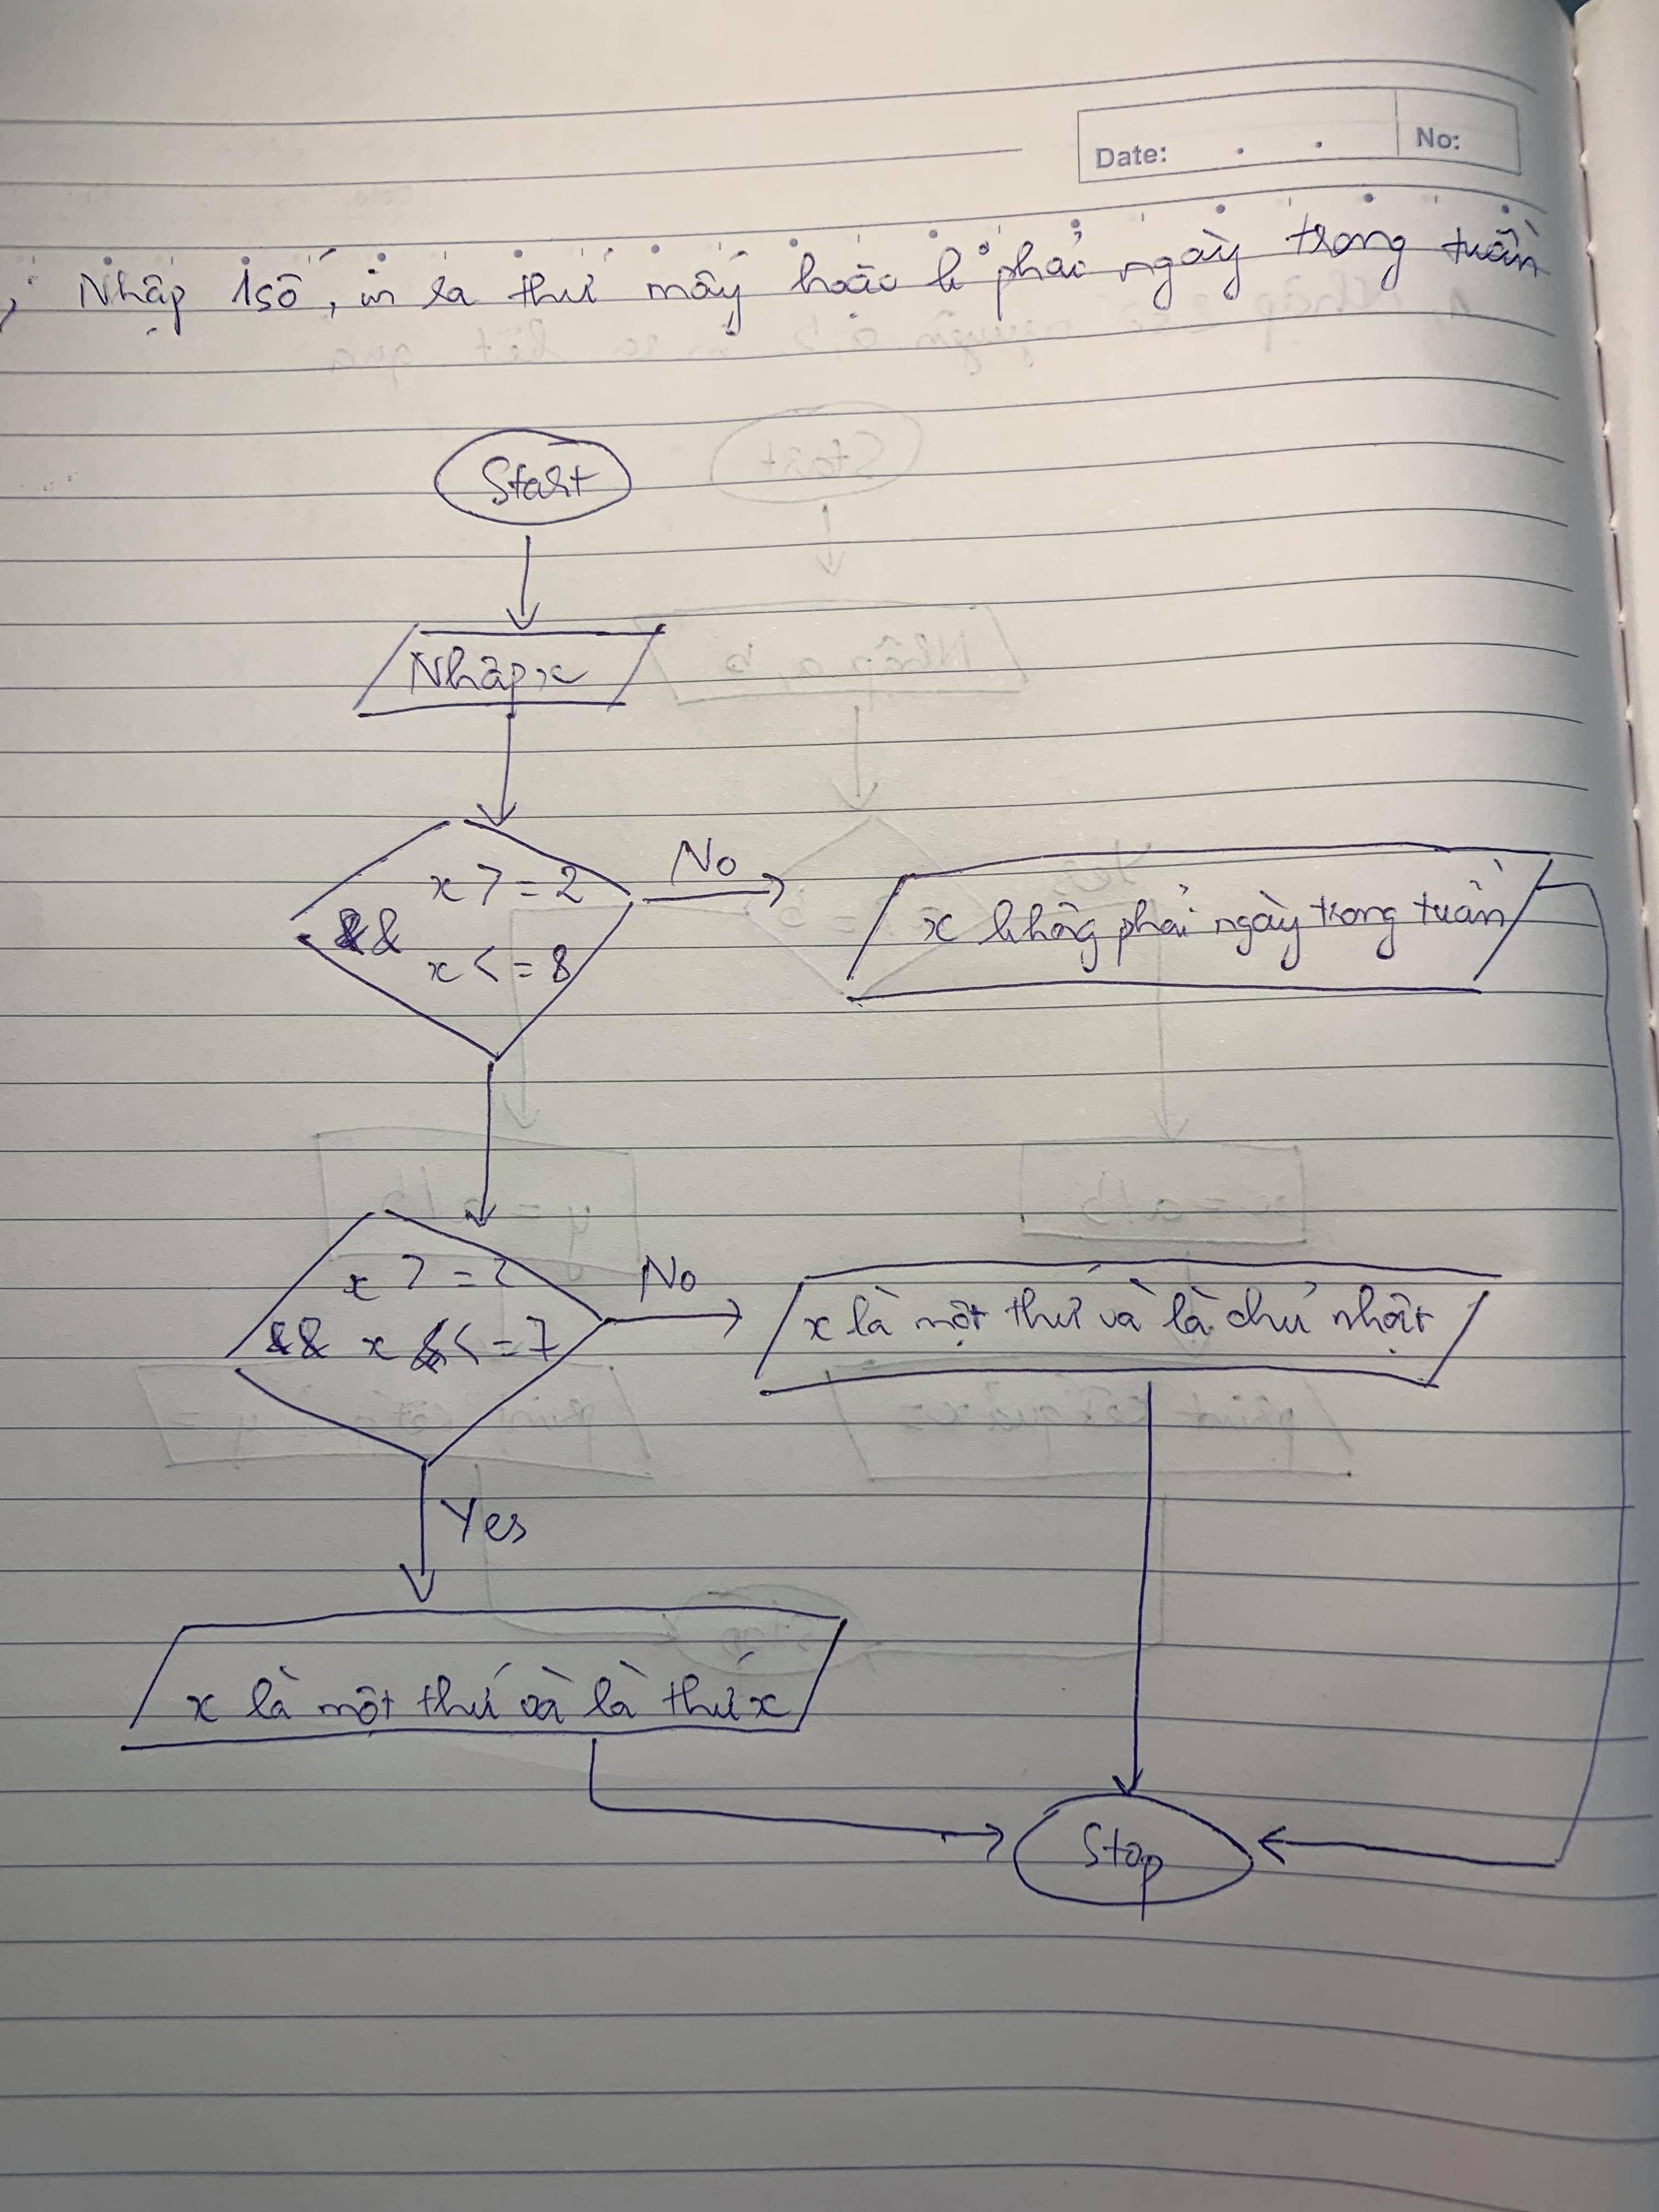 Date: . . No:
Nhập 1 số, in ra thứ mấy hoặc k phải ngày trong tuần
Start
Nhập x
x > = 2
&&
x < = 8
No
x không phải ngày trong tuần
x > = 2
&& x < = 7
No
x là một thứ và là chủ nhật
Yes
x là một thứ và là thứ x
Stop